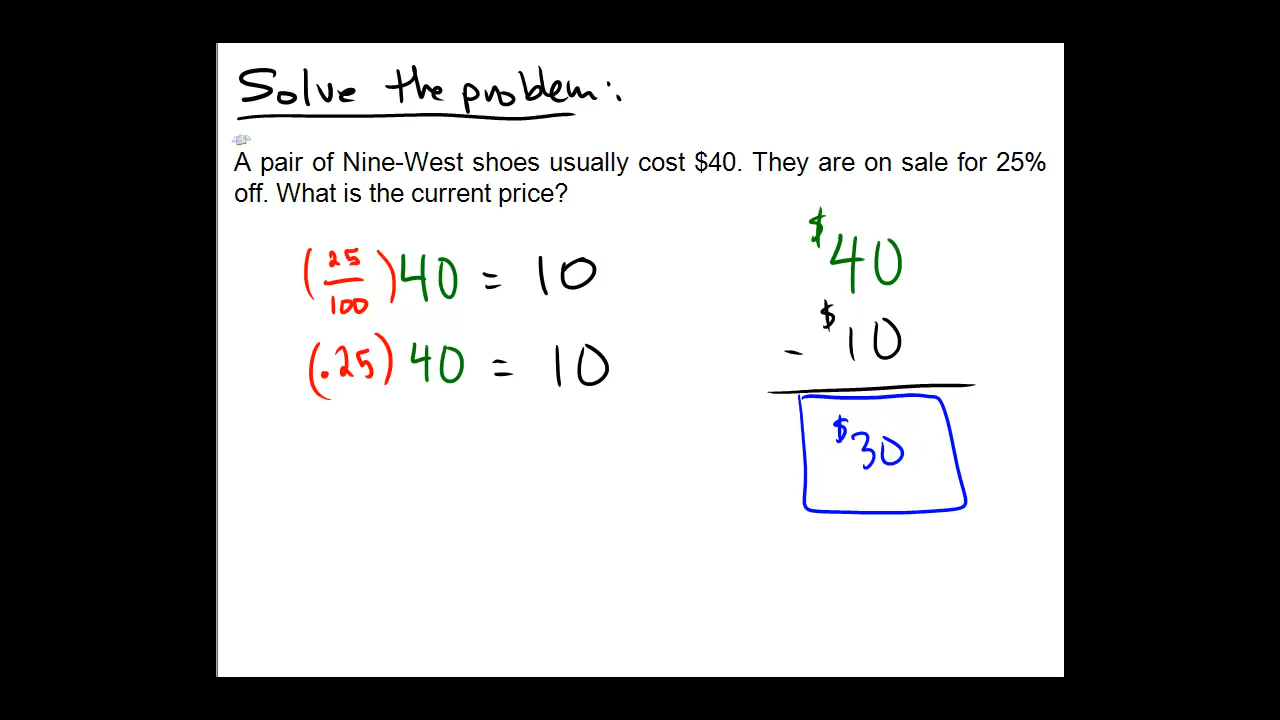 Solve the problem:
A pair of Nine-West shoes usually cost $40. They are on sale for 25%
off. What is the current price?
(25/100)40 = 10
(.25) 40 = 10
$40
- $10
$30